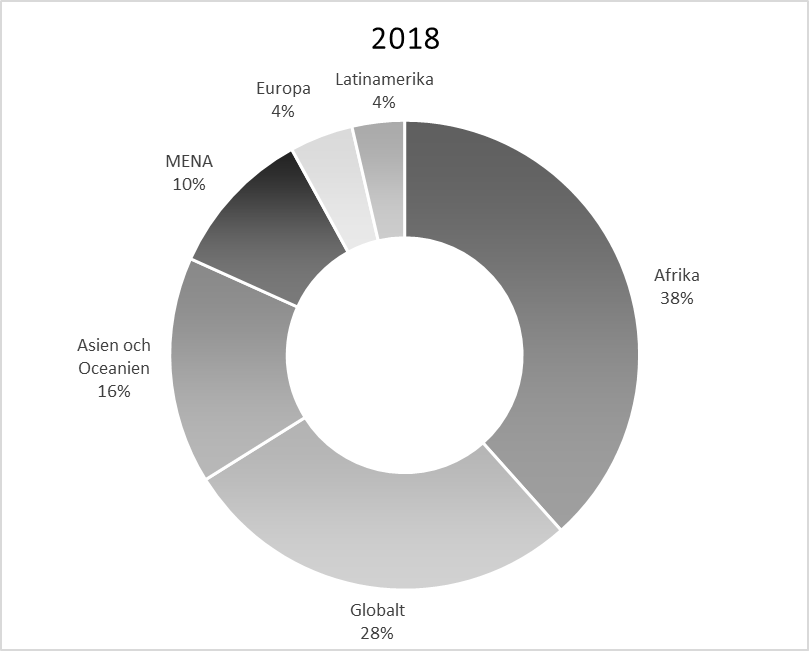 2018
Latinamerika
4%
Europa
4%
MENA
10%
Afrika
38%
Asien och
Oceanien
16%
Globalt
28%